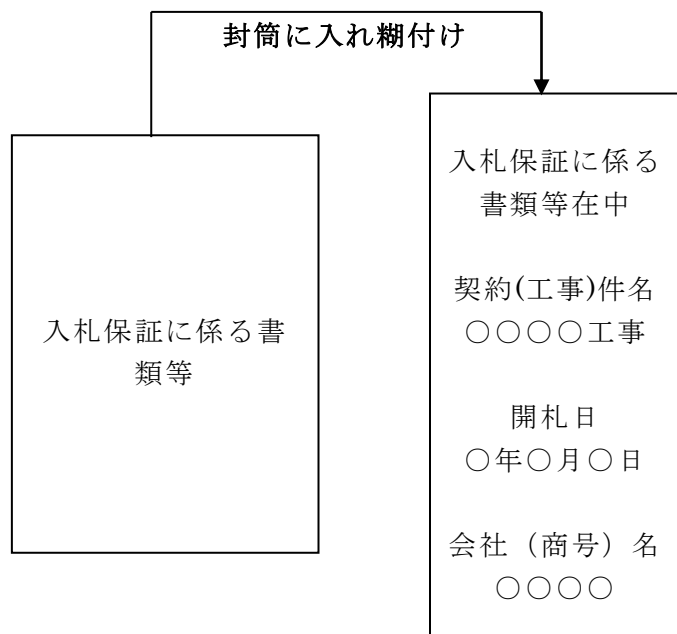 封筒に入れ糊付け
入札保証に係る書
類等
入札保証に係る
書類等在中
契約(工事)件名
○○○○工事
開札日
○年○月○日
会社（商号）名
○○○○